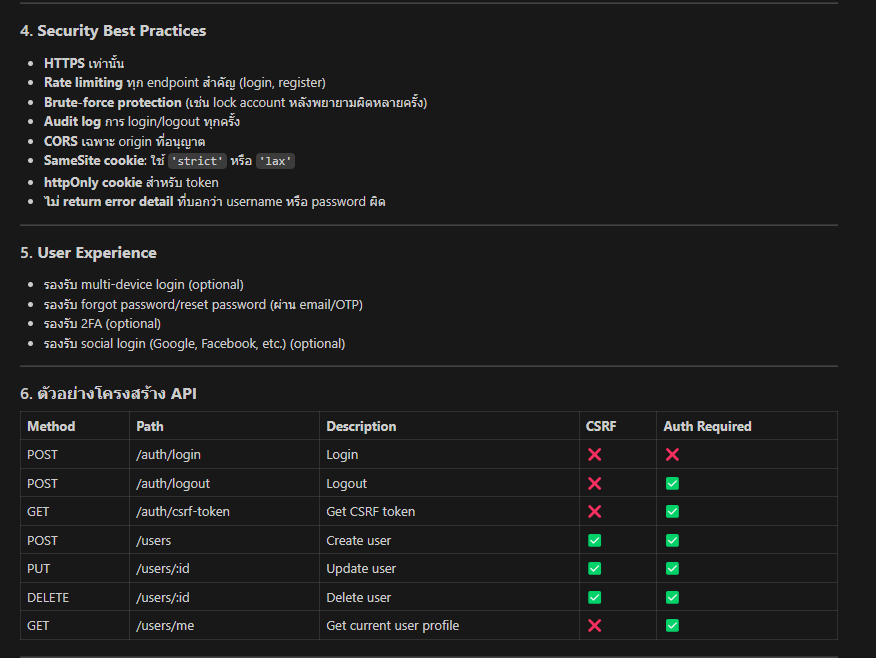 4. Security Best Practices
• HTTPS เท่านั้น
• Rate limiting ทุก endpoint สำคัญ (login, register)
• Brute-force protection (เช่น lock account หลังพยายามผิดหลายครั้ง)
• Audit log การ login/logout ทุกครั้ง
• CORS เฉพาะ origin ที่อนุญาต
• SameSite cookie: ใช้ 'strict' หรือ 'lax'
• httpOnly cookie สำหรับ token
• ไม่ return error detail ที่บอกว่า username หรือ password ผิด
5. User Experience
• รองรับ multi-device login (optional)
• รองรับ forgot password/reset password (ผ่าน email/OTP)
• รองรับ 2FA (optional)
• รองรับ social login (Google, Facebook, etc.) (optional)
6. ตัวอย่างโครงสร้าง API
Method Path Description CSRF Auth Required
POST /auth/login Login ❌ ❌
POST /auth/logout Logout ❌ ✅
GET /auth/csrf-token Get CSRF token ❌ ✅
POST /users Create user ✅ ✅
PUT /users/:id Update user ✅ ✅
DELETE /users/:id Delete user ✅ ✅
GET /users/me Get current user profile ❌ ✅